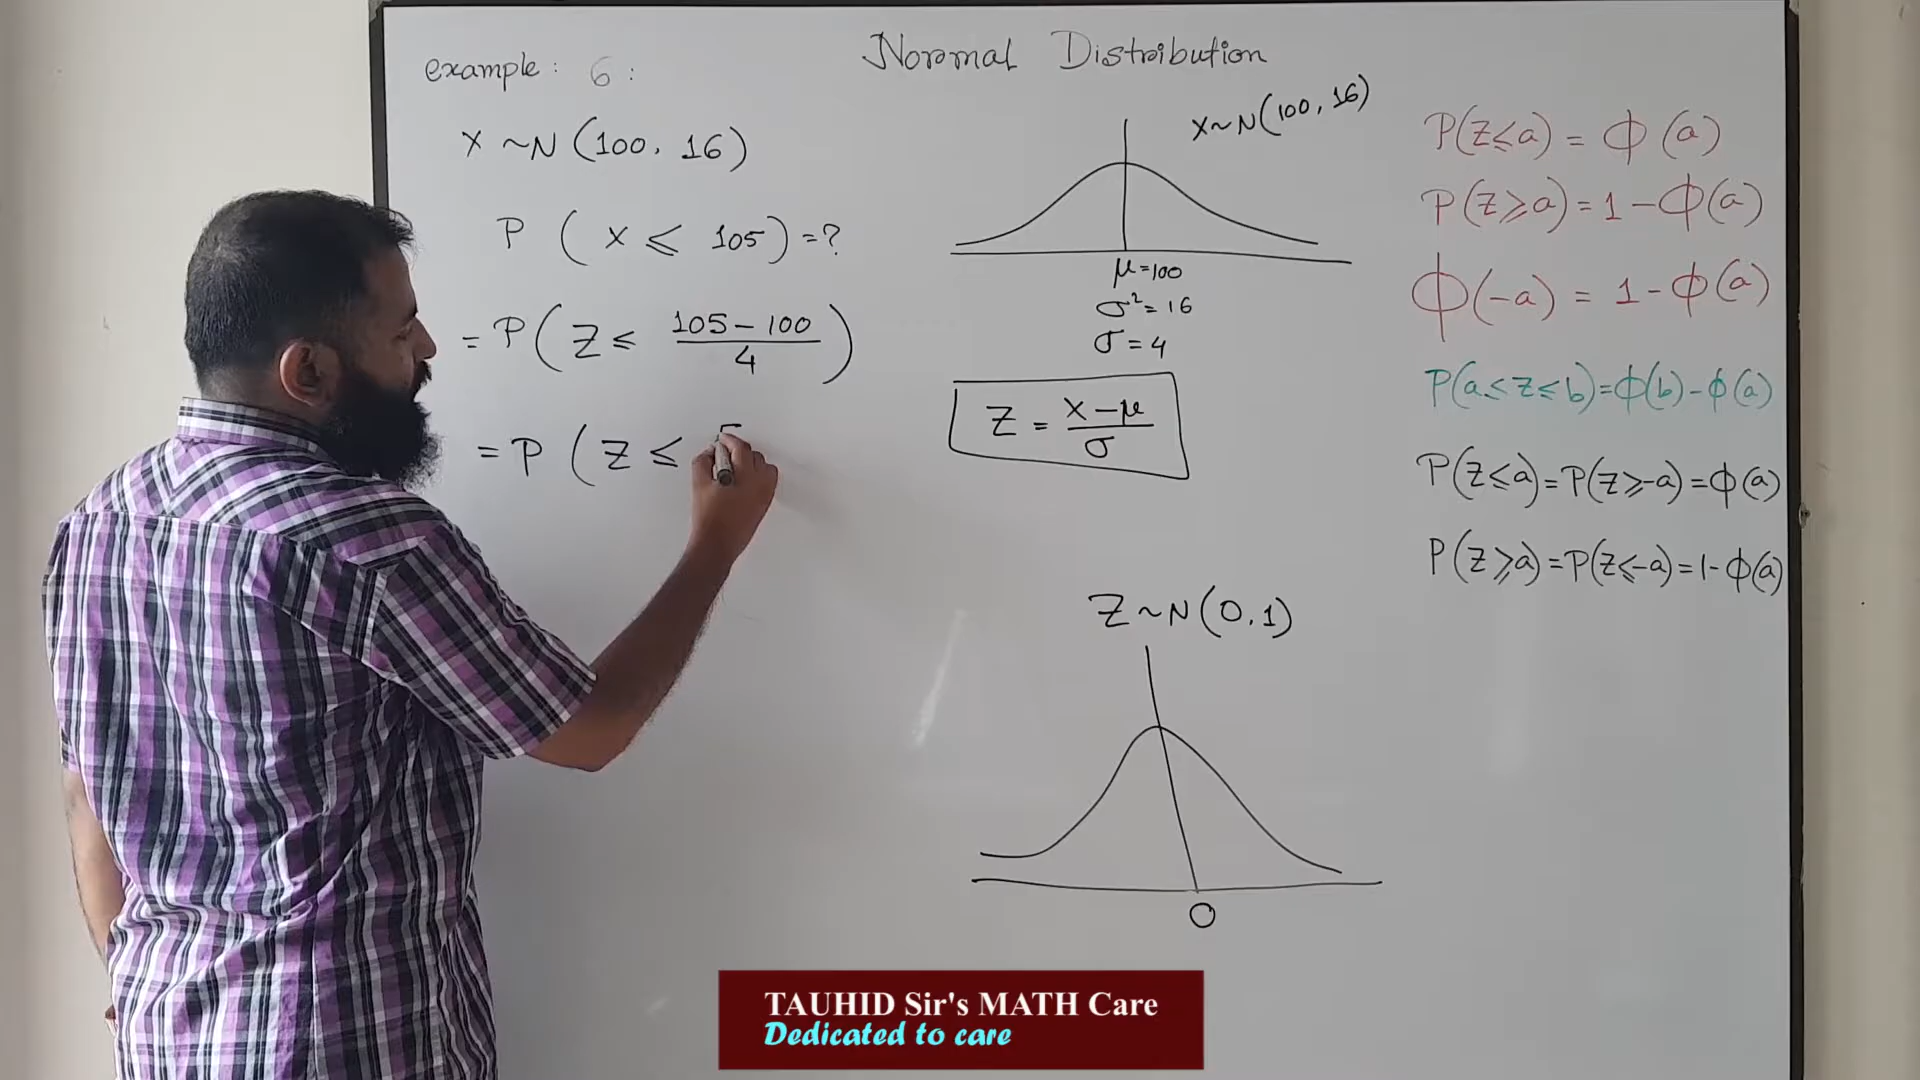 Normal Distribution
example: 6:
X ~N (100, 16)
P ( X ⩽ 105) =?
= P( Z ≤ (105 - 100)/4 )
= P ( Z ≤ 5
X~N(100, 16)
μ=100
σ²=16
σ=4
Z = (X-μ)/σ
Z~N(0,1)
0
P(Z⩽a) = Φ(a)
P(Z⩾a) = 1-Φ(a)
Φ(-a) = 1-Φ(a)
P(a≤Z≤b)=Φ(b)-Φ(a)
P(Z⩽a)=P(Z⩾-a)=Φ(a)
P(Z⩾a)=P(Z⩽-a)=1-Φ(a)
TAUHID Sir's MATH Care
Dedicated to care